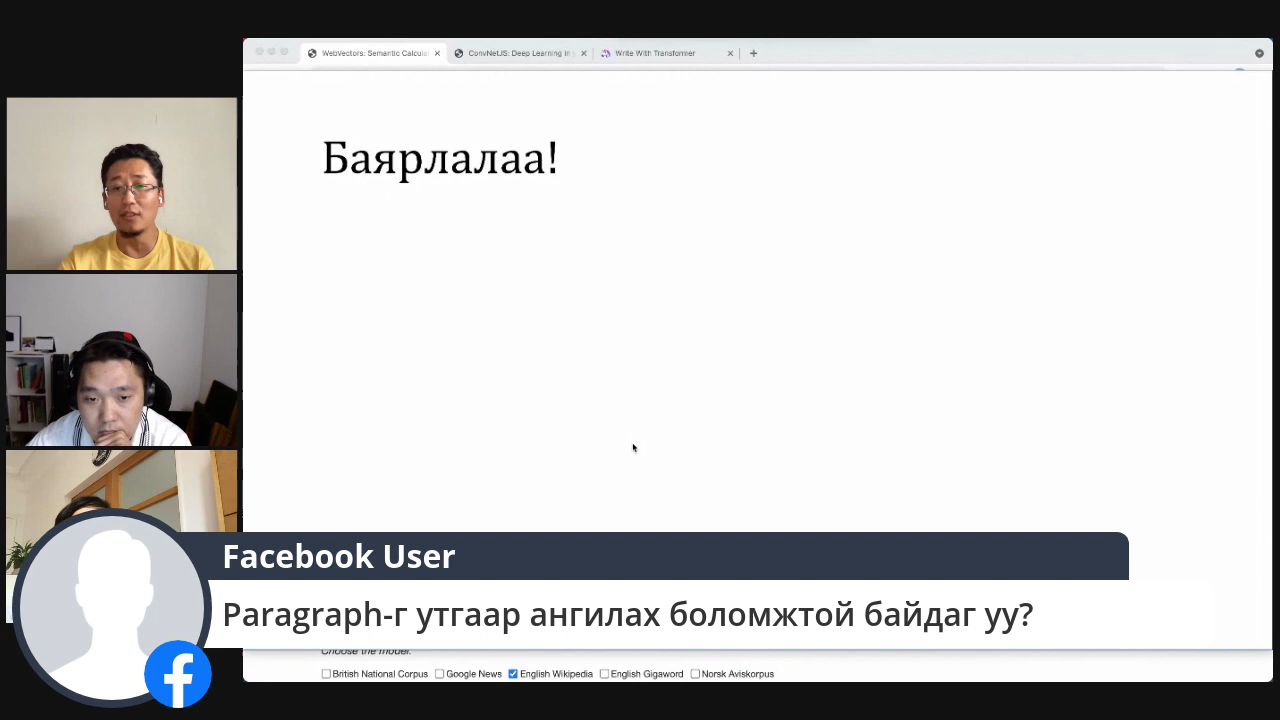 WebVectors: Semantic Calcula
ConvNetJS: Deep Learning in
Write With Transformer
Баярлалаа!
Facebook User
Paragraph-г утгаар ангилах боломжтой байдаг уу?
Choose the model:
British National Corpus Google News English Wikipedia English Gigaword Norsk Aviskorpus